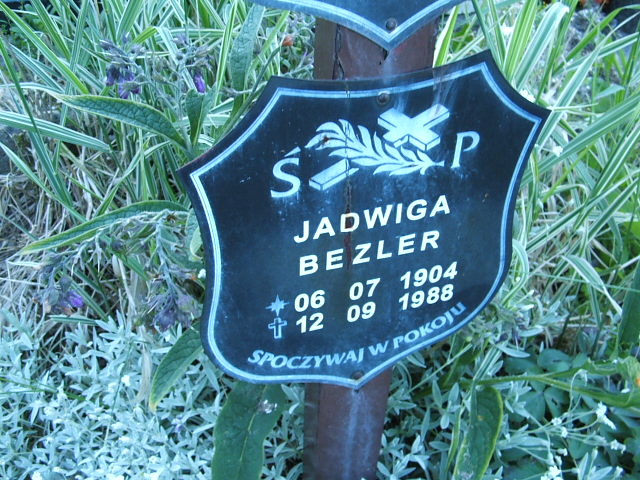 Ś P
JADWIGA
BEZLER
06 07 1904
12 09 1988
SPOCZYWAJ W POKOJU